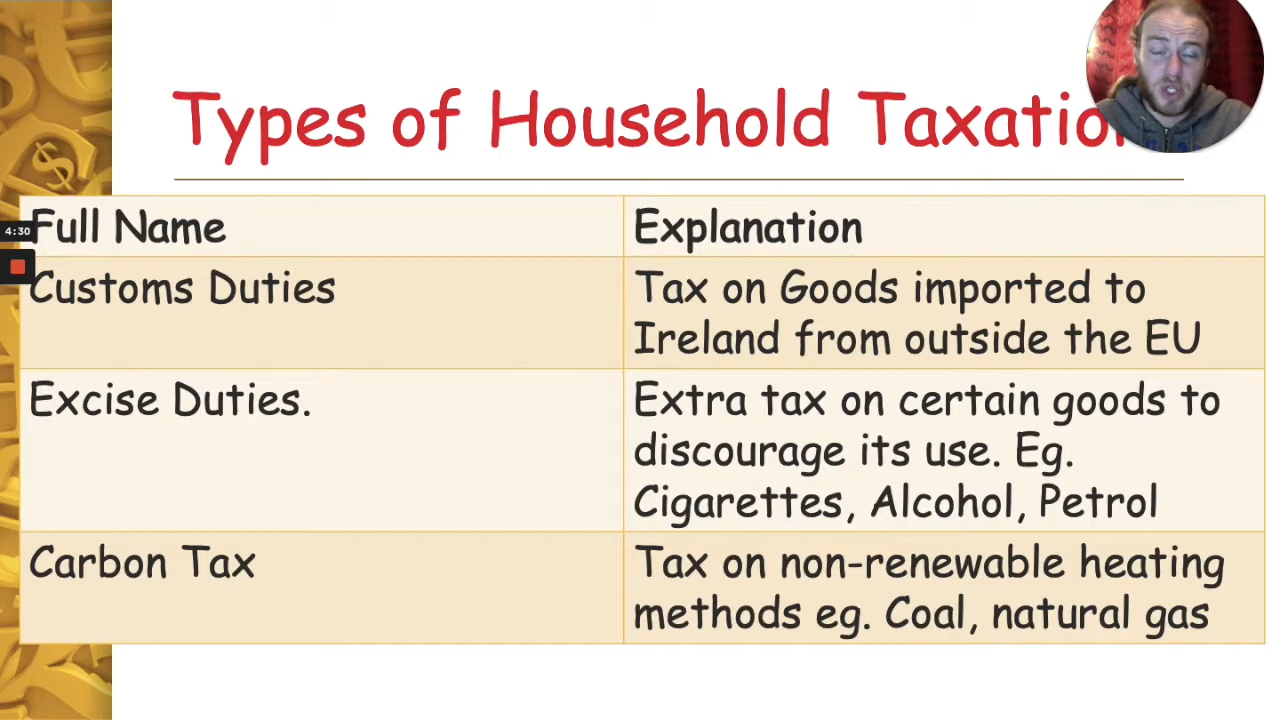 Types of Household Taxation
4:30
Full Name
Explanation
Customs Duties
Tax on Goods imported to
Ireland from outside the EU
Excise Duties.
Extra tax on certain goods to
discourage its use. Eg.
Cigarettes, Alcohol, Petrol
Carbon Tax
Tax on non-renewable heating
methods eg. Coal, natural gas